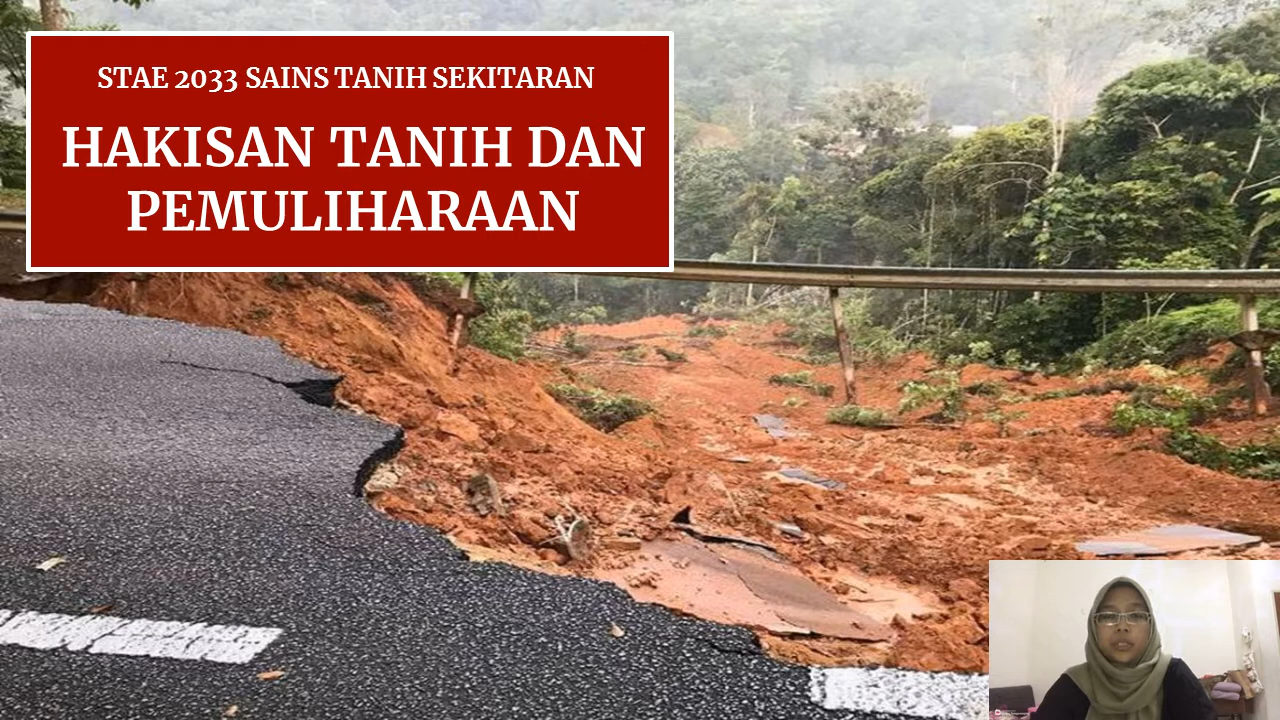 STAE 2033 SAINS TANIH SEKITARAN
HAKISAN TANIH DAN
PEMULIHARAAN